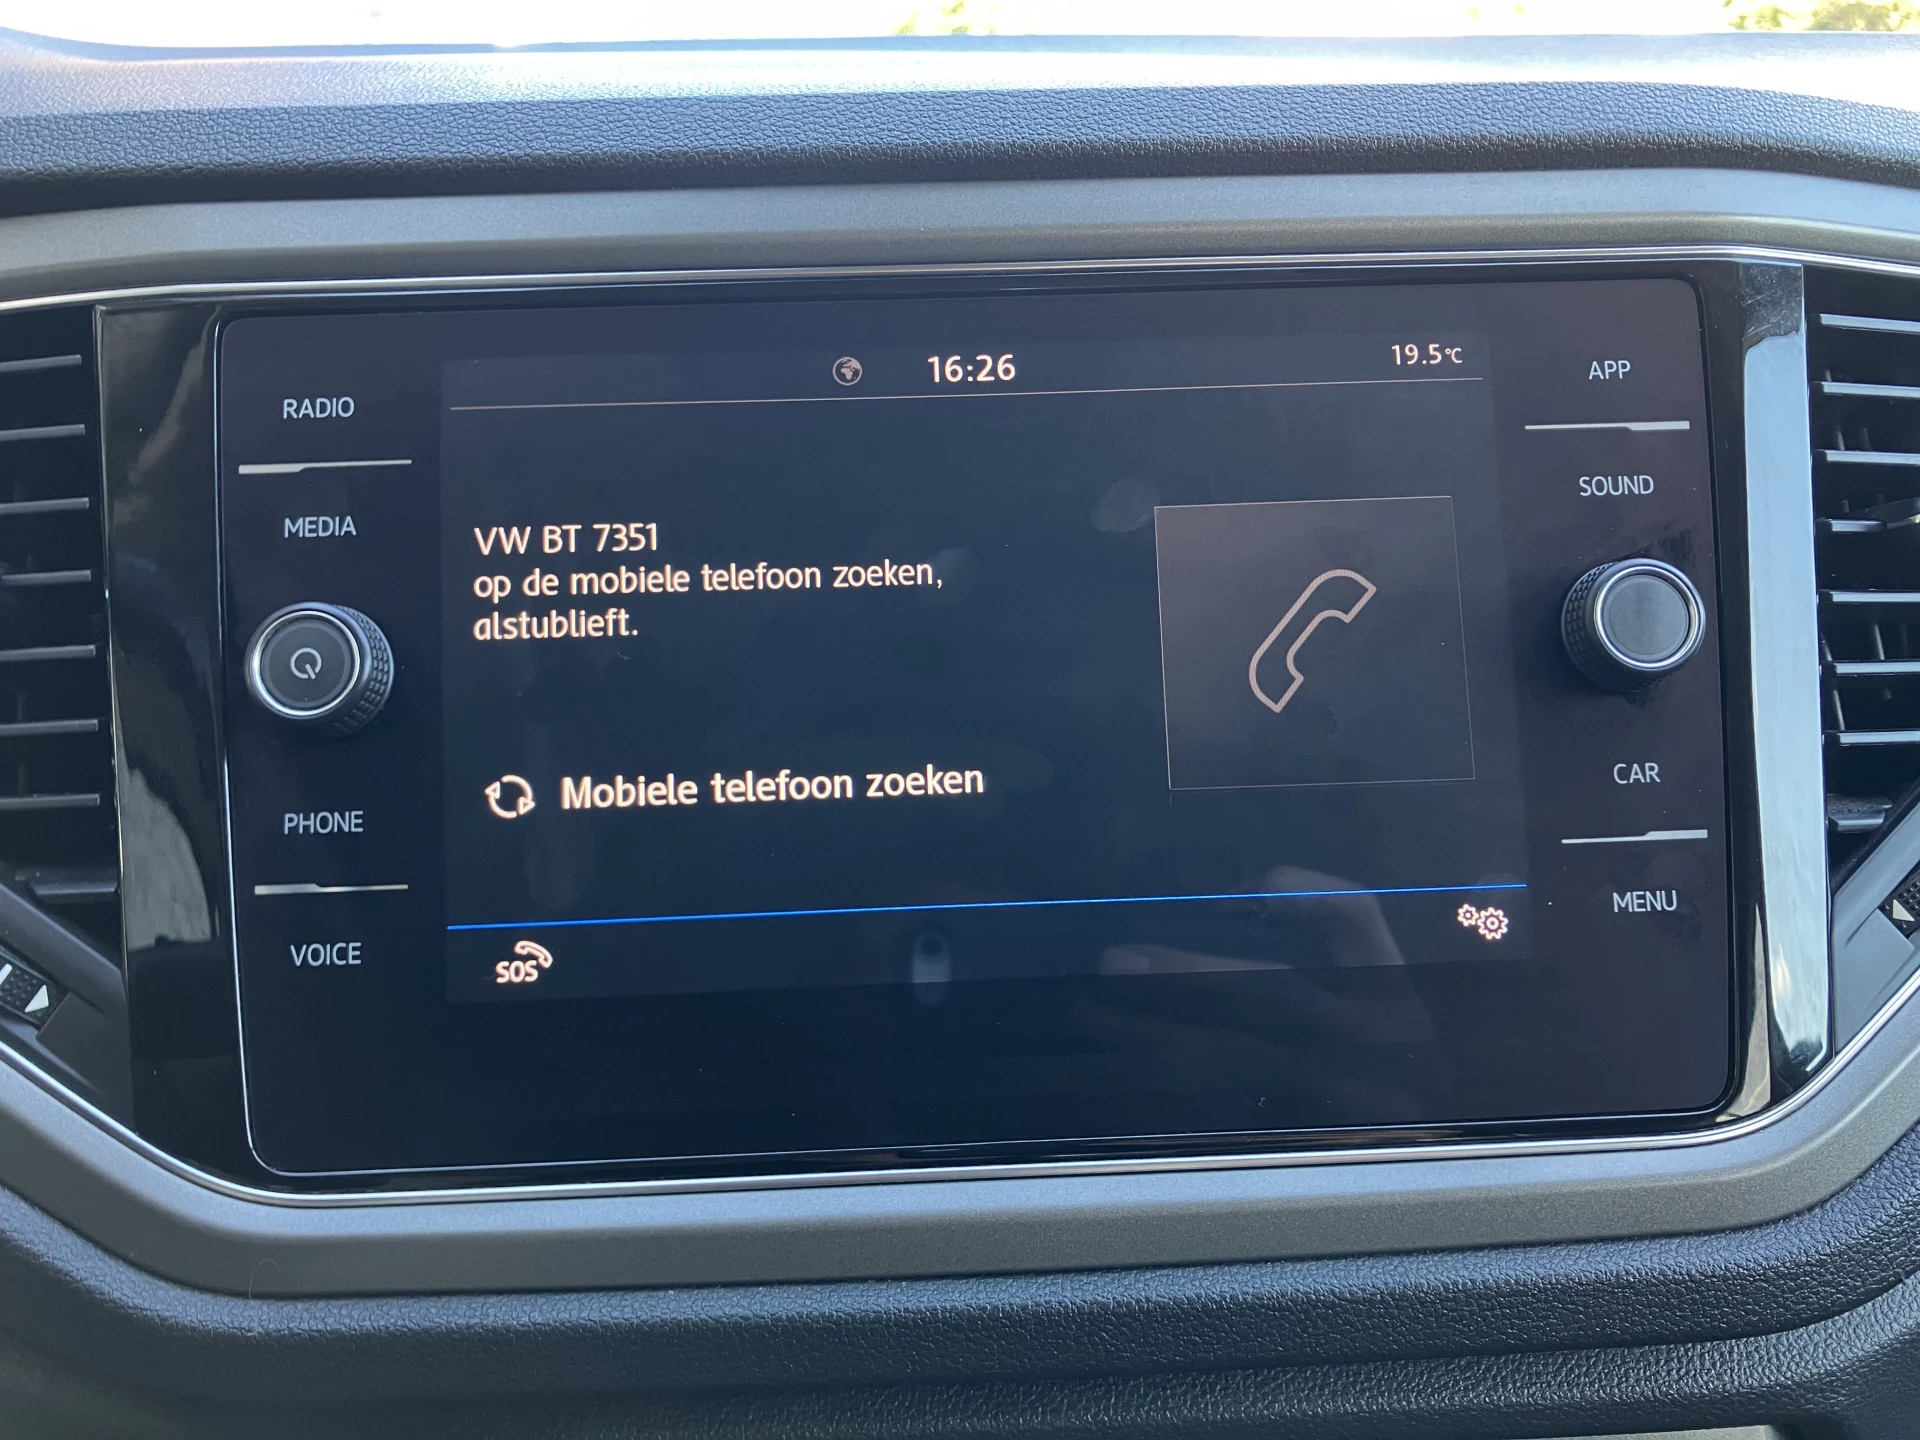 16:26
19.5°C
RADIO
MEDIA
PHONE
VOICE
VW BT 7351
op de mobiele telefoon zoeken,
alstublieft.
Mobiele telefoon zoeken
SOS
APP
SOUND
CAR
MENU